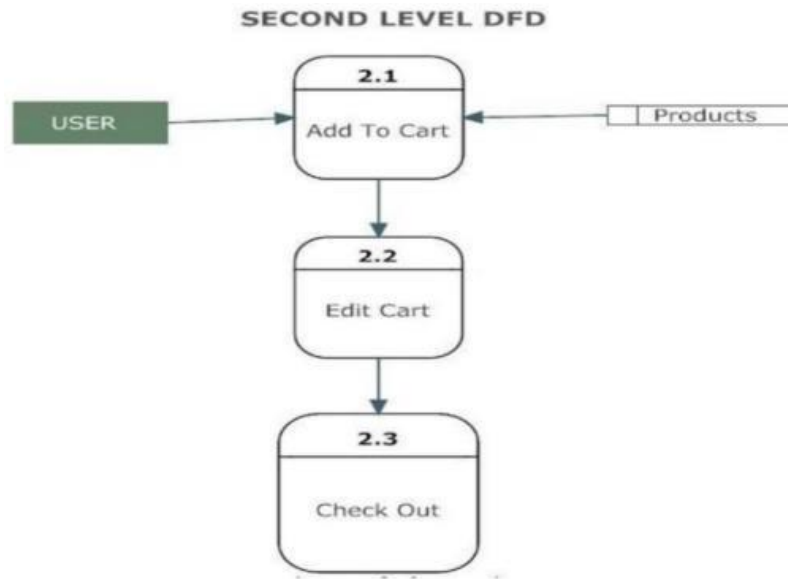 SECOND LEVEL DFD
2.1
USER
Add To Cart
Products
2.2
Edit Cart
2.3
Check Out